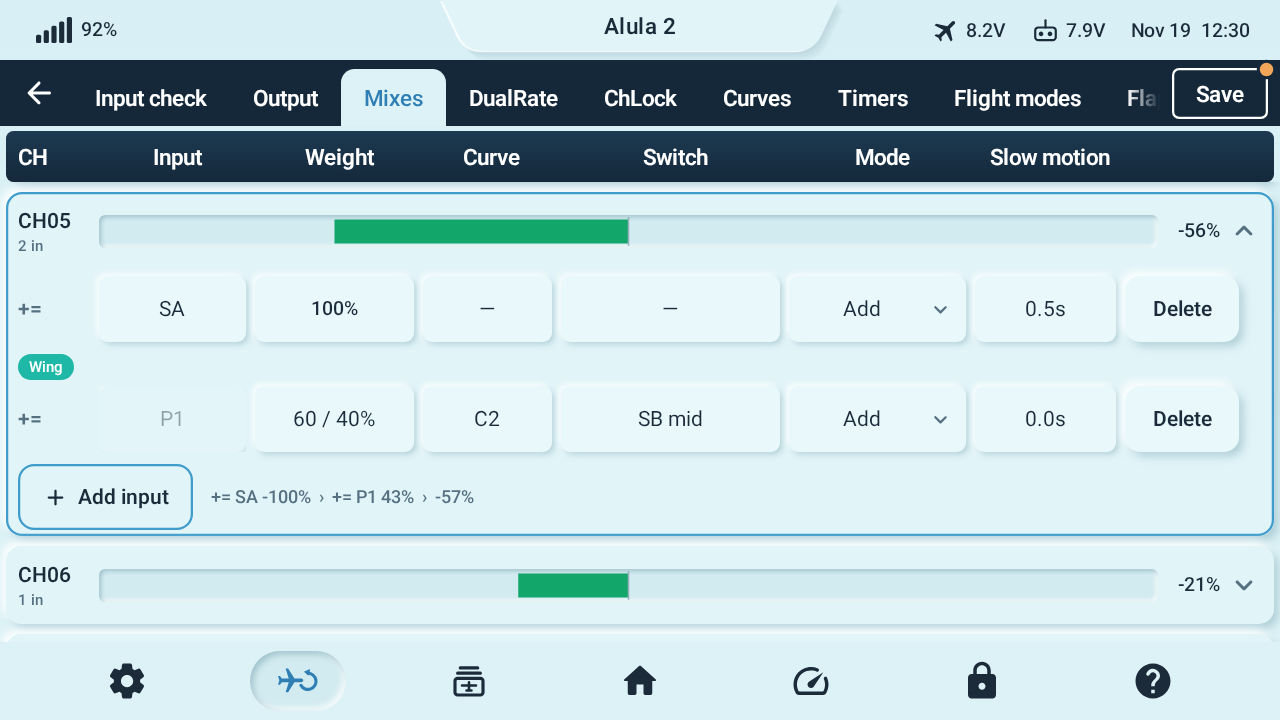 92%
Alula 2
8.2V
7.9V
Nov 19 12:30
Input check
Output
Mixes
DualRate
ChLock
Curves
Timers
Flight modes
Fla
Save
CH
Input
Weight
Curve
Switch
Mode
Slow motion
CH05
2 in
-56%
+=
SA
100%
—
—
Add
0.5s
Delete
Wing
+=
P1
60 / 40%
C2
SB mid
Add
0.0s
Delete
+ Add input
+= SA -100% › += P1 43% › -57%
CH06
1 in
-21%